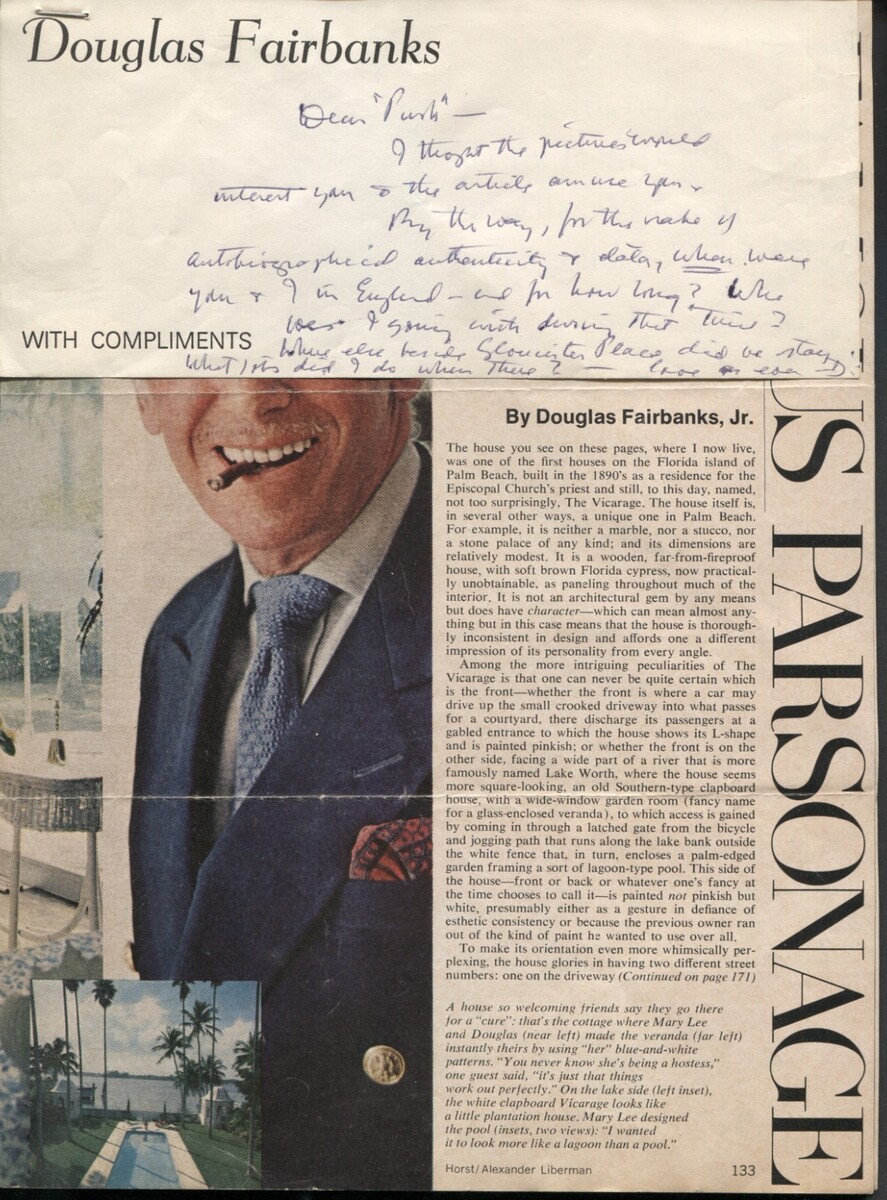 Douglas Fairbanks
Dear "Push" —
I thought the pictures would
interest you & the article amuse you.
By the way, for the sake of
autobiographical authenticity & data, when were
you & I in England — and for how long? Who
was I going with during that time?
WITH COMPLIMENTS
Where else beside Gloucester Place did we stay?
What jobs did I do when there? — love as ever D.
By Douglas Fairbanks, Jr.
The house you see on these pages, where I now live,
was one of the first houses on the Florida island of
Palm Beach, built in the 1890's as a residence for the
Episcopal Church's priest and still, to this day, named,
not too surprisingly, The Vicarage. The house itself is,
in several other ways, a unique one in Palm Beach.
For example, it is neither a marble, nor a stucco, nor
a stone palace of any kind; and its dimensions are
relatively modest. It is a wooden, far-from-fireproof
house, with soft brown Florida cypress, now practical-
ly unobtainable, as paneling throughout much of the
interior. It is not an architectural gem by any means
but does have character—which can mean almost any-
thing but in this case means that the house is thorough-
ly inconsistent in design and affords one a different
impression of its personality from every angle.
Among the more intriguing peculiarities of The
Vicarage is that one can never be quite certain which
is the front—whether the front is where a car may
drive up the small crooked driveway into what passes
for a courtyard, there discharge its passengers at a
gabled entrance to which the house shows its L-shape
and is painted pinkish; or whether the front is on the
other side, facing a wide part of a river that is more
famously named Lake Worth, where the house seems
more square-looking, an old Southern-type clapboard
house, with a wide-window garden room (fancy name
for a glass-enclosed veranda), to which access is gained
by coming in through a latched gate from the bicycle
and jogging path that runs along the lake bank outside
the white fence that, in turn, encloses a palm-edged
garden framing a sort of lagoon-type pool. This side of
the house—front or back or whatever one's fancy at
the time chooses to call it—is painted not pinkish but
white, presumably either as a gesture in defiance of
esthetic consistency or because the previous owner ran
out of the kind of paint he wanted to use over all.
To make its orientation even more whimsically per-
plexing, the house glories in having two different street
numbers: one on the driveway (Continued on page 171)
A house so welcoming friends say they go there
for a "cure": that's the cottage where Mary Lee
and Douglas (near left) made the veranda (far left)
instantly theirs by using "her" blue-and-white
patterns. "You never know she's being a hostess,"
one guest said, "it's just that things
work out perfectly." On the lake side (left inset),
the white clapboard Vicarage looks like
a little plantation house. Mary Lee designed
the pool (insets, two views): "I wanted
it to look more like a lagoon than a pool."
Horst/Alexander Liberman
133
US PARSONAGE